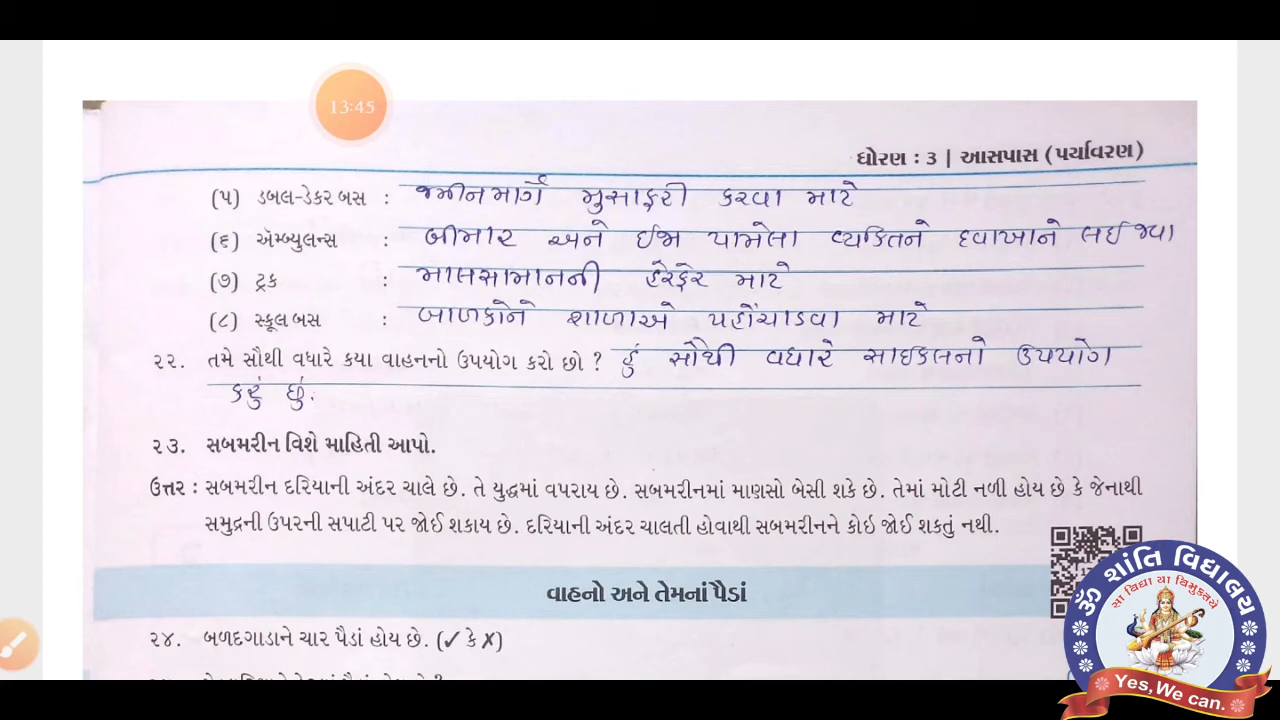 13:45
ધોરણ : ૩ | આસપાસ (પર્યાવરણ)
(૫) ડબલ-ડેકર બસ : જમીનમાર્ગે મુસાફરી કરવા માટે
(૬) ઍમ્બ્યુલન્સ : બીમાર અને ઈજા પામેલા વ્યક્તિને દવાખાને લઈ જવા
(૭) ટ્રક : માલસામાનની હેરફેર માટે
(૮) સ્કૂલ બસ : બાળકોને શાળાએ પહોંચાડવા માટે
૨૨. તમે સૌથી વધારે કયા વાહનનો ઉપયોગ કરો છો ? હું સૌથી વધારે સાઇકલનો ઉપયોગ
કરું છું.
૨૩. સબમરીન વિશે માહિતી આપો.
ઉત્તર : સબમરીન દરિયાની અંદર ચાલે છે. તે યુદ્ધમાં વપરાય છે. સબમરીનમાં માણસો બેસી શકે છે. તેમાં મોટી નળી હોય છે કે જેનાથી
સમુદ્રની ઉપરની સપાટી પર જોઈ શકાય છે. દરિયાની અંદર ચાલતી હોવાથી સબમરીનને કોઇ જોઈ શકતું નથી.
વાહનો અને તેમનાં પૈડાં
૨૪. બળદગાડાને ચાર પૈડાં હોય છે. (✓ કે ✗)
ૐ શાંતિ વિદ્યાલય
સા વિદ્યા યા વિમુક્તયે
Yes, We can.